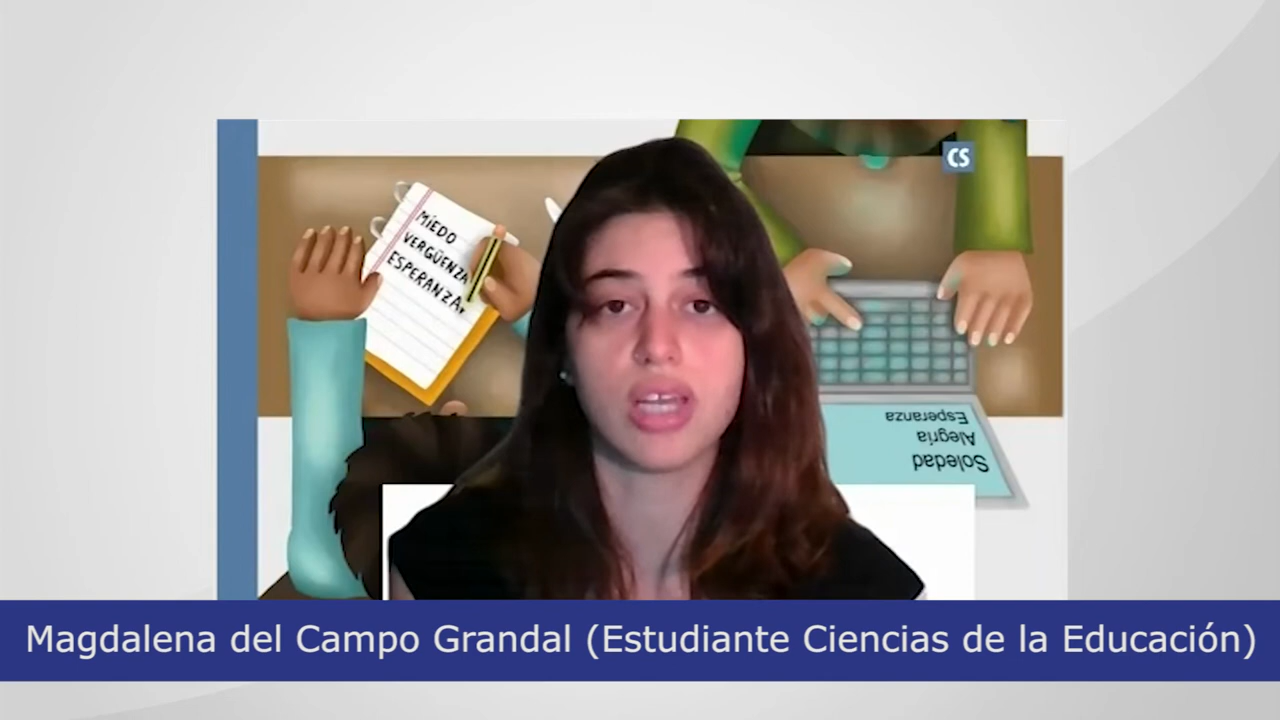 CS
MIEDO
VERGÜENZA
ESPERANZA.
Soledad
Alegría
Esperanza
Magdalena del Campo Grandal (Estudiante Ciencias de la Educación)